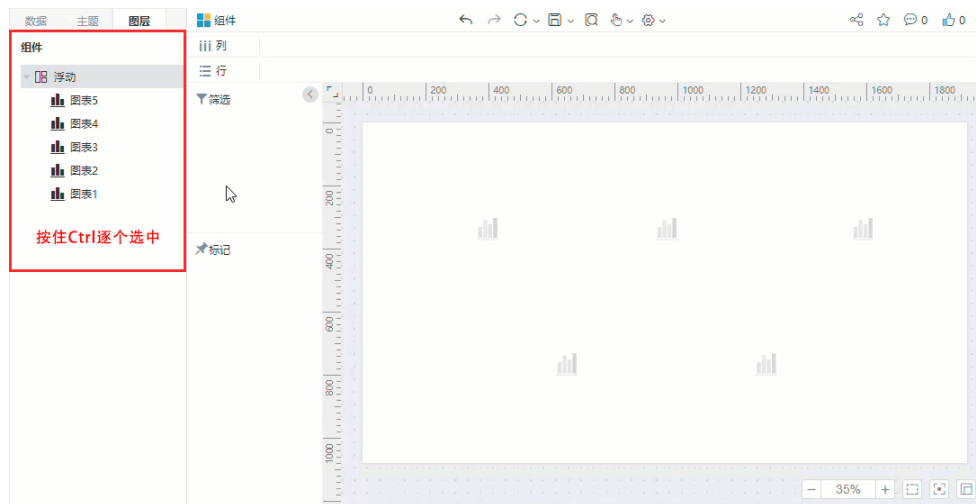 数据 主题 图层 组件 0 0
组件 列
行
浮动 筛选 0 200 400 600 800 1000 1200 1400 1600 1800
图表5
图表4
图表3
图表2
图表1
按住Ctrl逐个选中
标记
0
200
400
600
800
1000
35%